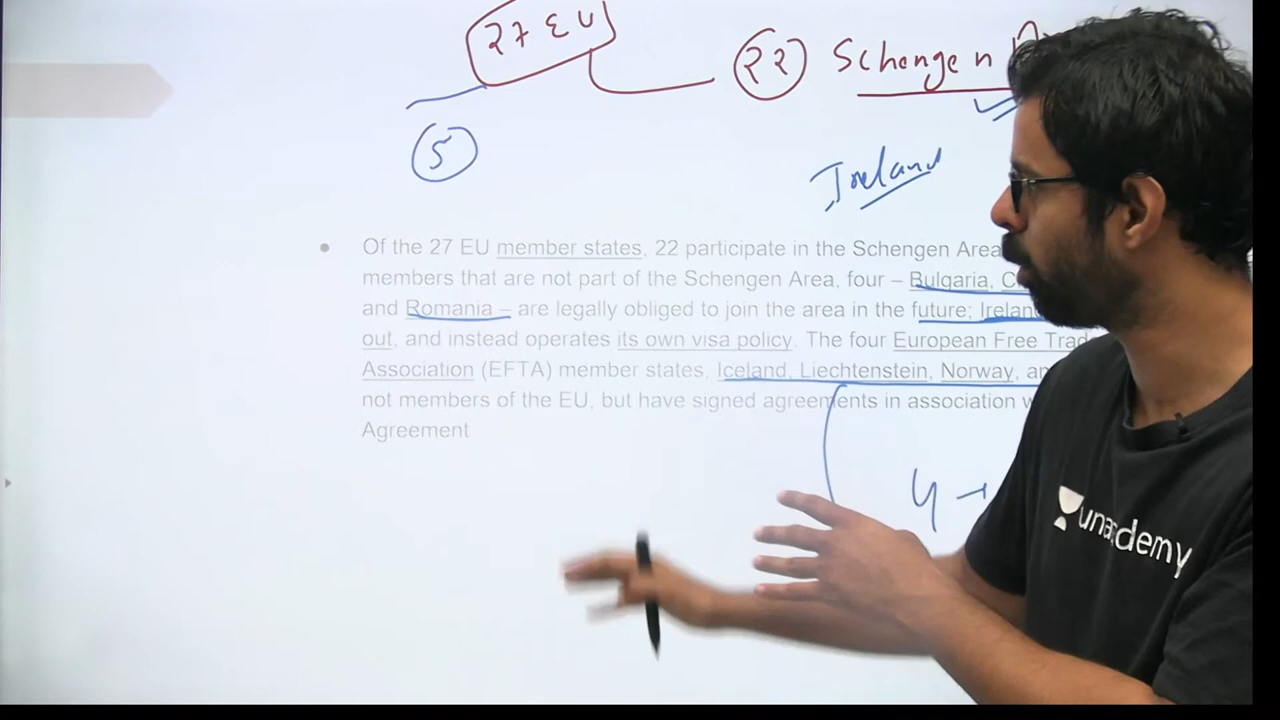 27 EU
22 Schengen
5
Ireland
Of the 27 EU member states, 22 participate in the Schengen Area
members that are not part of the Schengen Area, four – Bulgaria,
and Romania – are legally obliged to join the area in the future; Ireland
out, and instead operates its own visa policy. The four European Free Trade
Association (EFTA) member states, Iceland, Liechtenstein, Norway,
not members of the EU, but have signed agreements in association
Agreement
4
unacademy